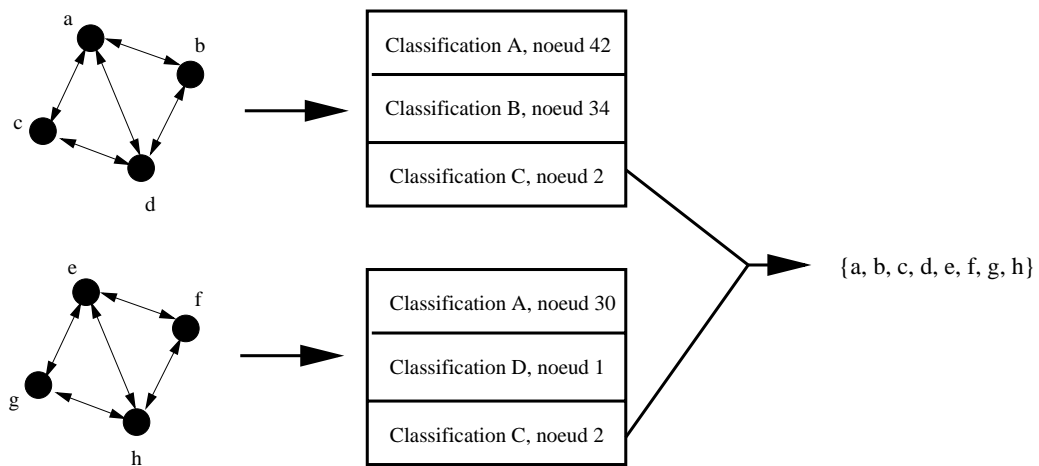 a
b
c
d
Classification A, noeud 42
Classification B, noeud 34
Classification C, noeud 2
e
f
g
h
Classification A, noeud 30
Classification D, noeud 1
Classification C, noeud 2
{a, b, c, d, e, f, g, h}